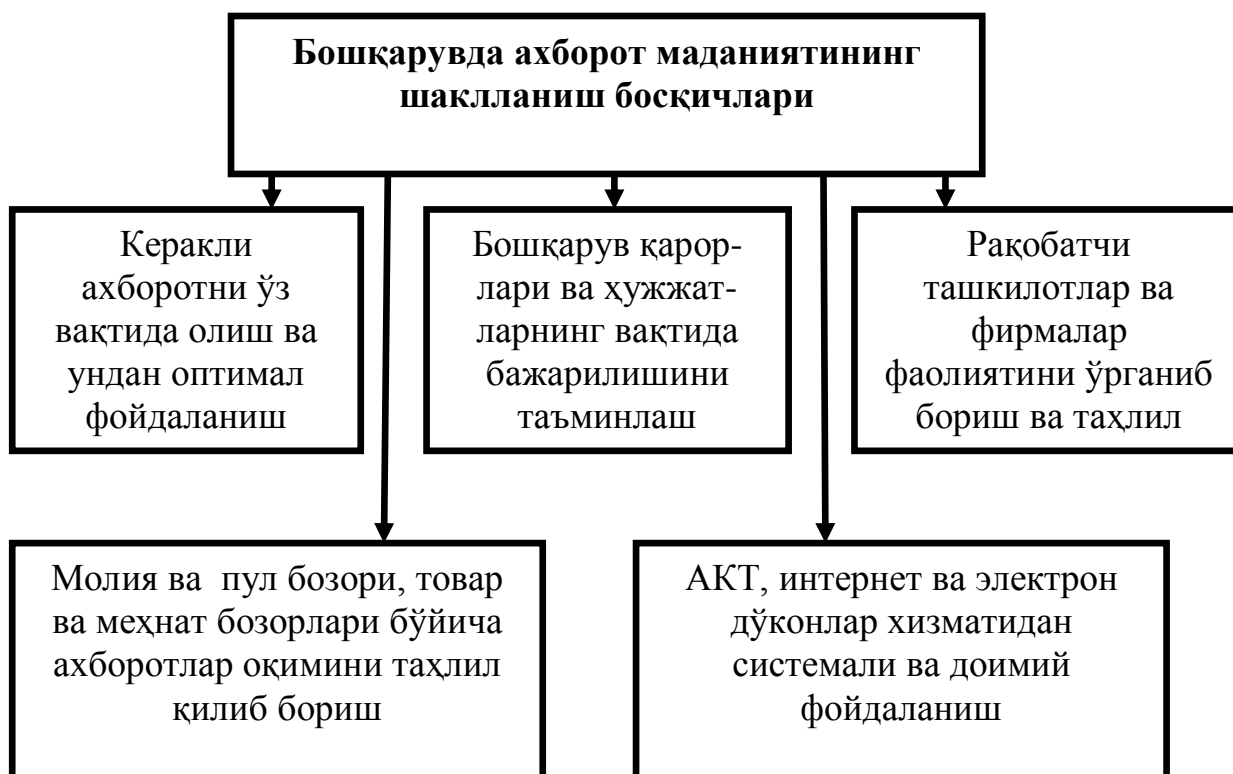 Бошқарувда ахборот маданиятининг
шаклланиш босқичлари
Керакли
ахборотни ўз
вақтида олиш ва
ундан оптимал
фойдаланиш
Бошқарув қарор-
лари ва ҳужжат-
ларнинг вақтида
бажарилишини
таъминлаш
Рақобатчи
ташкилотлар ва
фирмалар
фаолиятини ўрганиб
бориш ва таҳлил
Молия ва пул бозори, товар
ва меҳнат бозорлари бўйича
ахборотлар оқимини таҳлил
қилиб бориш
АКТ, интернет ва электрон
дўконлар хизматидан
системали ва доимий
фойдаланиш